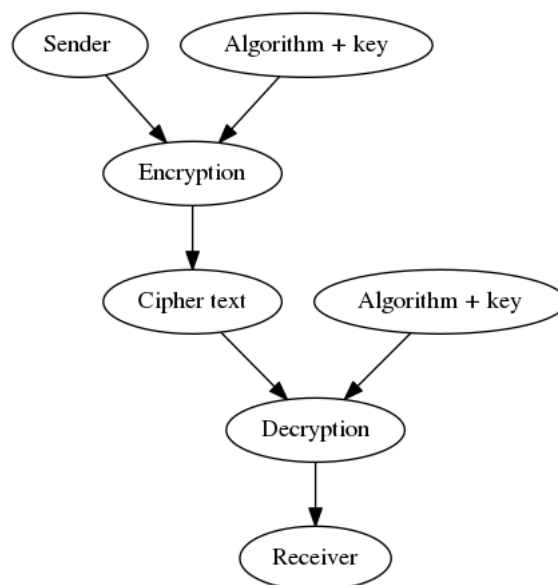 Sender
Algorithm + key
Encryption
Cipher text
Algorithm + key
Decryption
Receiver